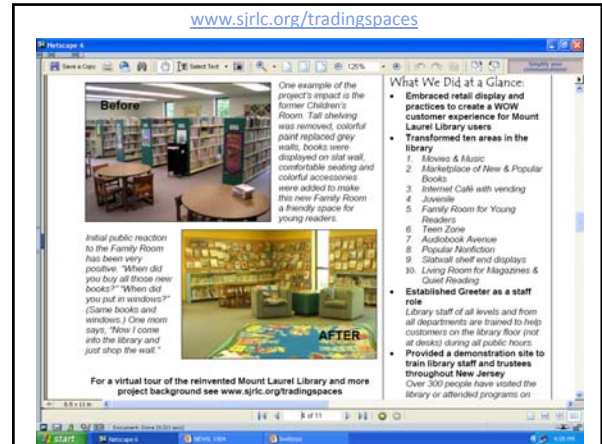 www.sjrlc.org/tradingspaces
Netscape 6
Save a Copy
Select Text
125%
Before
One example of the
project's impact is the
former Children's
Room. Tall shelving
was removed, colorful
paint replaced grey
walls, books were
displayed on slat wall,
comfortable seating and
colorful accessories
were added to make
this new Family Room
a friendly space for
young readers.
Initial public reaction
to the Family Room
has been very
positive. "When did
you buy all those new
books?" "When did
you put in windows?"
(Same books and
windows.) One mom
says, "Now I come
into the library and
just shop the wall."
AFTER
For a virtual tour of the reinvented Mount Laurel Library and more
project background see www.sjrlc.org/tradingspaces
What We Did at a Glance:
• Embraced retail display and
practices to create a WOW
customer experience for Mount
Laurel Library users
• Transformed ten areas in the
library
1. Movies & Music
2. Marketplace of New & Popular
Books
3. Internet Café with vending
4. Juvenile
5. Family Room for Young
Readers
6. Teen Zone
7. Audiobook Avenue
8. Popular Nonfiction
9. Slatwall shelf end displays
10. Living Room for Magazines &
Quiet Reading
• Established Greeter as a staff
role
Library staff of all levels and from
all departments are trained to help
customers on the library floor (not
at desks) during all public hours.
• Provided a demonstration site to
train library staff and trustees
throughout New Jersey
Over 300 people have visited the
library or attended programs on
8.5 x 11 in
4 of 11
Document: Done
start
Netscape 6